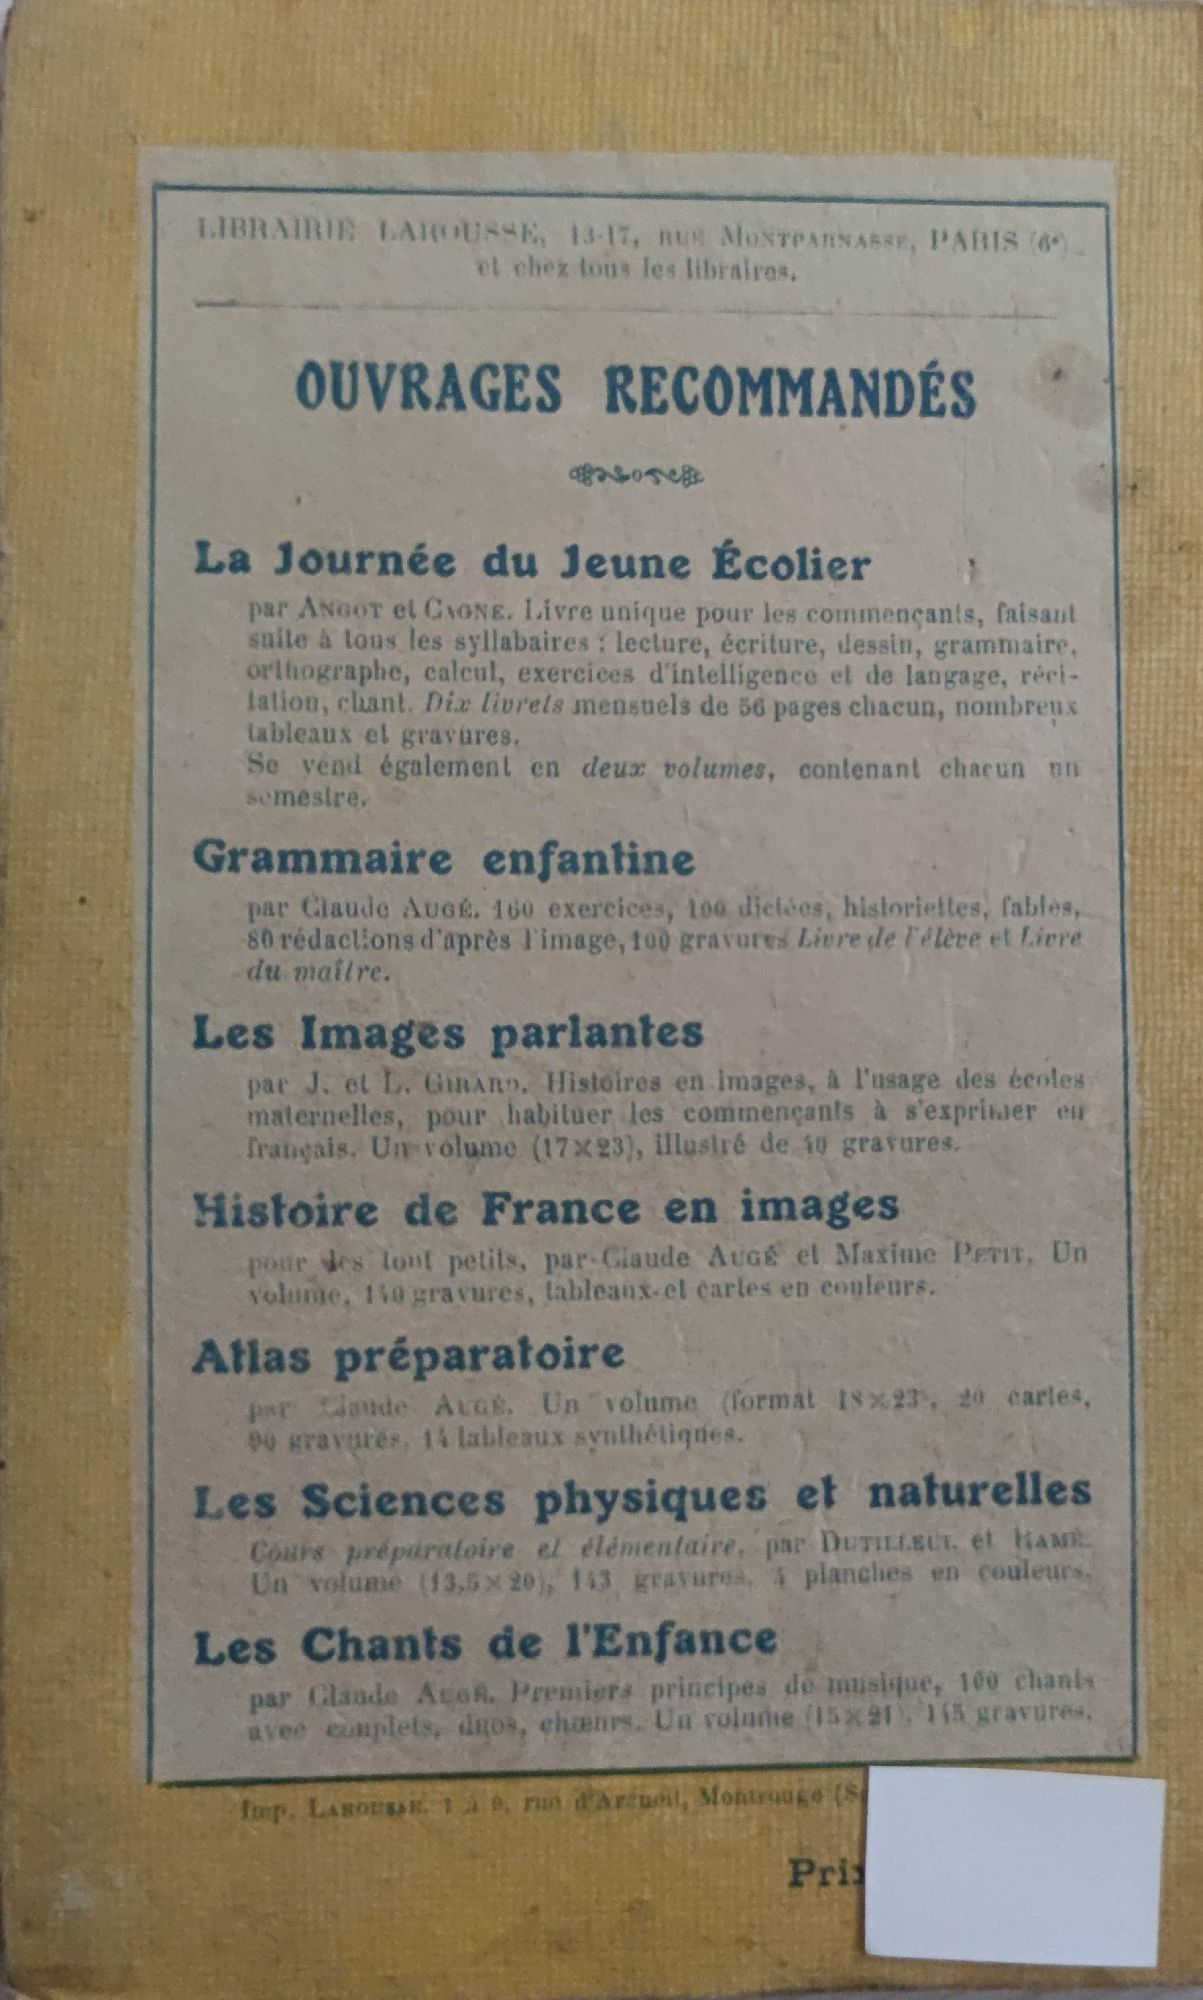 LIBRAIRIE LAROUSSE, 13-17, RUE MONTPARNASSE, PARIS (6e)
et chez tous les libraires.
OUVRAGES RECOMMANDÉS
La Journée du Jeune Écolier
par ANGOT et GAGNE. Livre unique pour les commençants, faisant
suite à tous les syllabaires : lecture, écriture, dessin, grammaire,
orthographe, calcul, exercices d'intelligence et de langage, réci-
tation, chant. Dix livrets mensuels de 56 pages chacun, nombreux
tableaux et gravures.
Se vend également en deux volumes, contenant chacun un
semestre.
Grammaire enfantine
par Claude AUGÉ. 160 exercices, 100 dictées, historiettes, fables,
80 rédactions d'après l'image, 100 gravures Livre de l'élève et Livre
du maître.
Les Images parlantes
par J. et L. GIRARD. Histoires en images, à l'usage des écoles
maternelles, pour habituer les commençants à s'exprimer en
français. Un volume (17×23), illustré de gravures.
Histoire de France en images
pour les tout petits, par Claude AUGÉ et Maxime PETIT. Un
volume, 140 gravures, tableaux et cartes en couleurs.
Atlas préparatoire
par Claude AUGÉ. Un volume (format 18×23), 20 cartes,
90 gravures, 14 tableaux synthétiques.
Les Sciences physiques et naturelles
Cours préparatoire et élémentaire, par DUTILLEUL et RAMÉ.
Un volume (13,5×20), 143 gravures, 4 planches en couleurs.
Les Chants de l'Enfance
par Claude AUGÉ. Premiers principes de musique, 100 chants
avec couplets, duos, chœurs. Un volume (15×21), 145 gravures.
Imp. LAROUSSE, 1 à 9, rue d'Arcueil, Montrouge (S
Pri